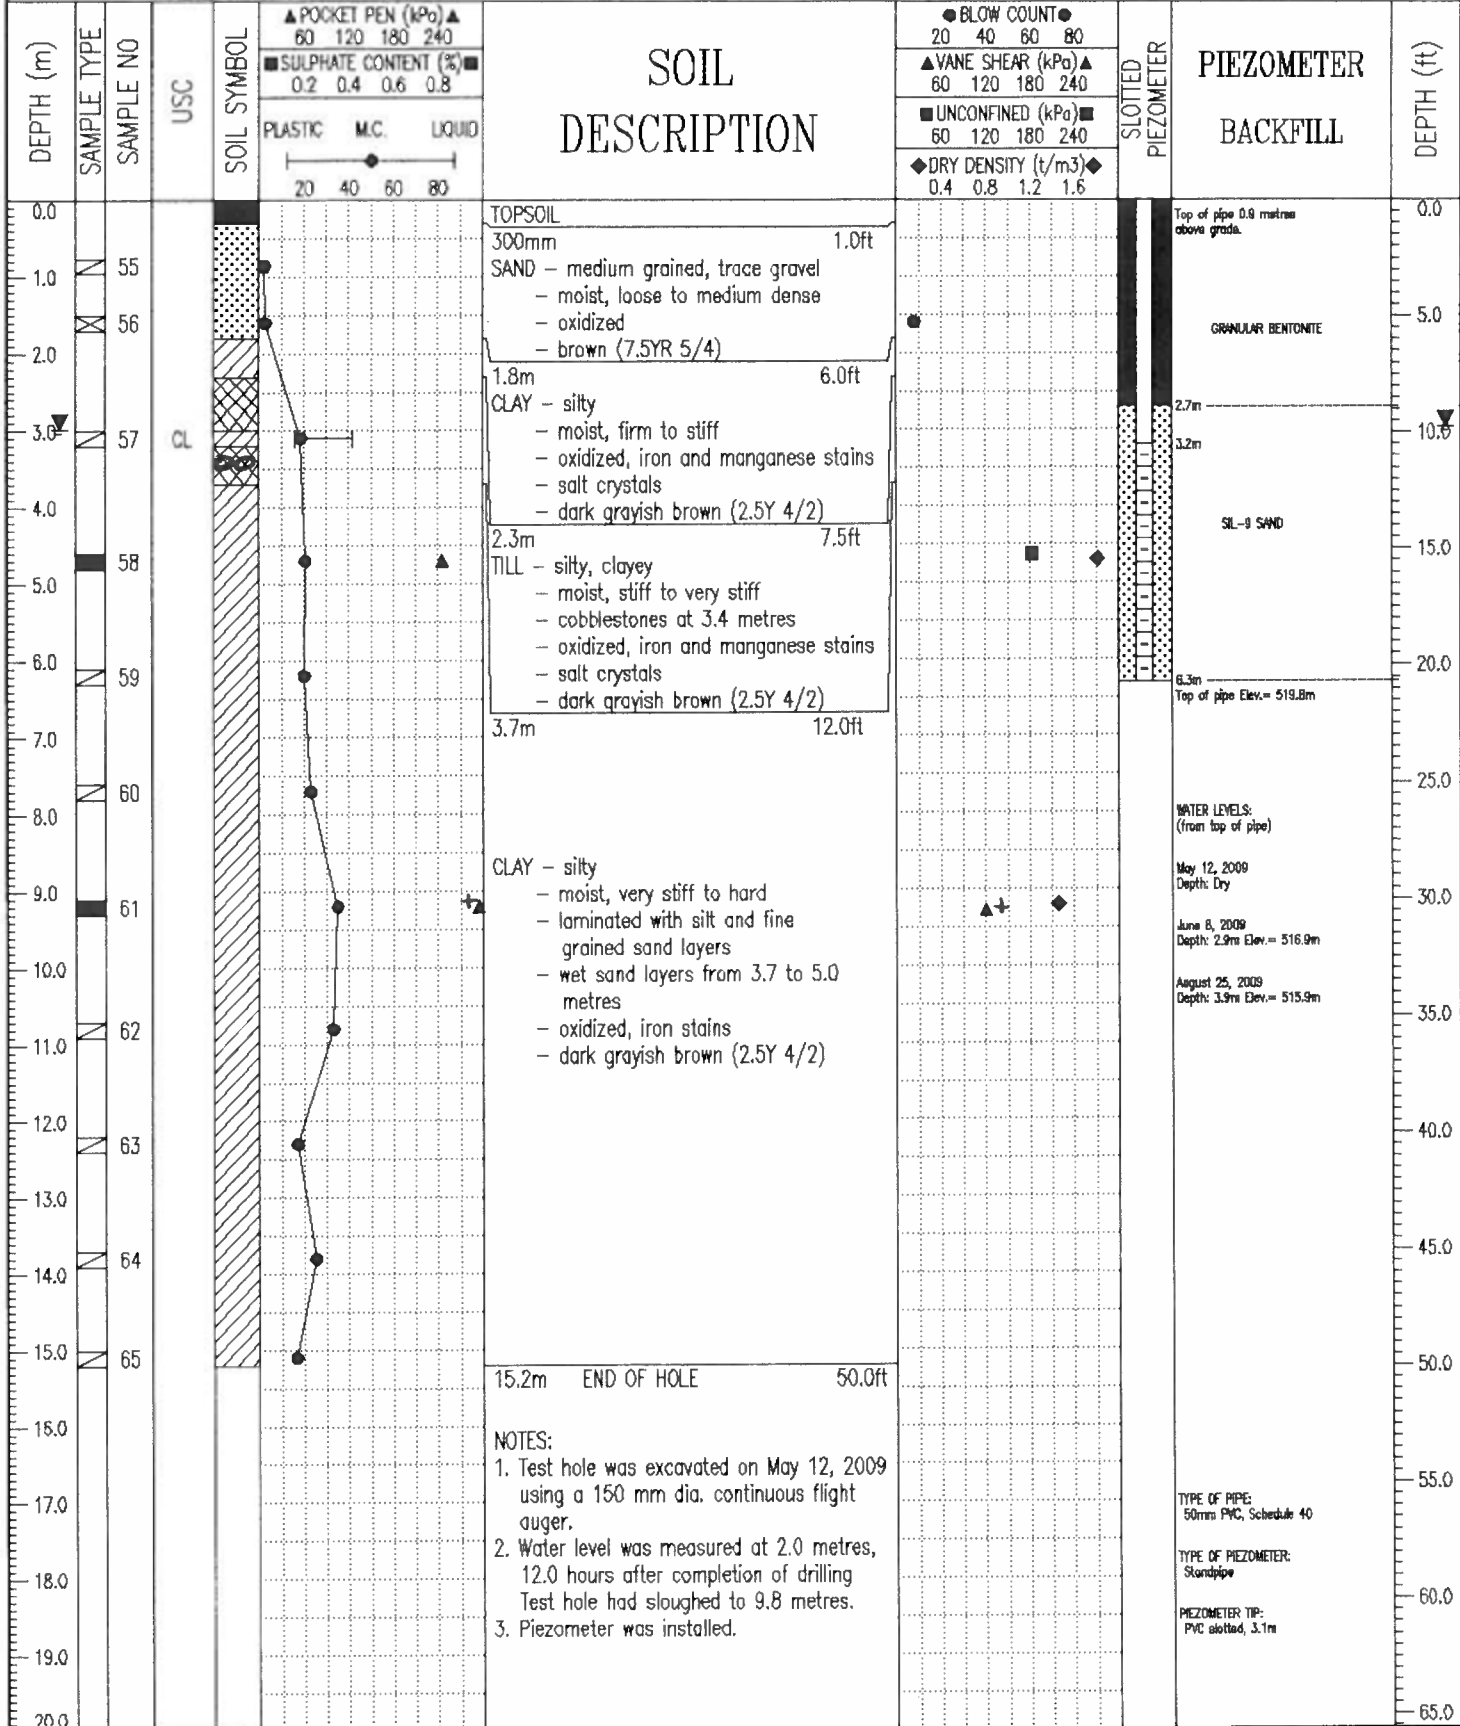 DEPTH (m)
SAMPLE TYPE
SAMPLE NO
USC
SOIL SYMBOL
▲POCKET PEN (kPa)▲
60 120 180 240
■SULPHATE CONTENT (%)■
0.2 0.4 0.6 0.8
PLASTIC M.C. LIQUID
20 40 60 80
SOIL
DESCRIPTION
●BLOW COUNT●
20 40 60 80
▲VANE SHEAR (kPa)▲
60 120 180 240
■UNCONFINED (kPa)■
60 120 180 240
◆DRY DENSITY (t/m3)◆
0.4 0.8 1.2 1.6
SLOTTED
PIEZOMETER
PIEZOMETER
BACKFILL
DEPTH (ft)
0.0
1.0
2.0
3.0
4.0
5.0
6.0
7.0
8.0
9.0
10.0
11.0
12.0
13.0
14.0
15.0
15.0
17.0
18.0
19.0
20.0
55
56
57
58
59
60
61
62
63
64
65
CL
TOPSOIL
300mm 1.0ft
SAND – medium grained, trace gravel
– moist, loose to medium dense
– oxidized
– brown (7.5YR 5/4)
1.8m 6.0ft
CLAY – silty
– moist, firm to stiff
– oxidized, iron and manganese stains
– salt crystals
– dark grayish brown (2.5Y 4/2)
2.3m 7.5ft
TILL – silty, clayey
– moist, stiff to very stiff
– cobblestones at 3.4 metres
– oxidized, iron and manganese stains
– salt crystals
– dark grayish brown (2.5Y 4/2)
3.7m 12.0ft
CLAY – silty
– moist, very stiff to hard
– laminated with silt and fine
grained sand layers
– wet sand layers from 3.7 to 5.0
metres
– oxidized, iron stains
– dark grayish brown (2.5Y 4/2)
15.2m END OF HOLE 50.0ft
NOTES:
1. Test hole was excavated on May 12, 2009
using a 150 mm dia. continuous flight
auger.
2. Water level was measured at 2.0 metres,
12.0 hours after completion of drilling
Test hole had sloughed to 9.8 metres.
3. Piezometer was installed.
Top of pipe 0.9 metres
above grade.
GRANULAR BENTONITE
2.7m
3.2m
SIL-9 SAND
6.3m
Top of pipe Elev.= 519.8m
WATER LEVELS:
(from top of pipe)
May 12, 2009
Depth: Dry
June 8, 2009
Depth: 2.9m Elev.= 516.9m
August 25, 2009
Depth: 3.9m Elev.= 515.9m
TYPE OF PIPE:
50mm PVC, Schedule 40
TYPE OF PIEZOMETER:
Standpipe
PIEZOMETER TIP:
PVC slotted, 3.1m
0.0
5.0
10.0
15.0
20.0
25.0
30.0
35.0
40.0
45.0
50.0
55.0
60.0
65.0